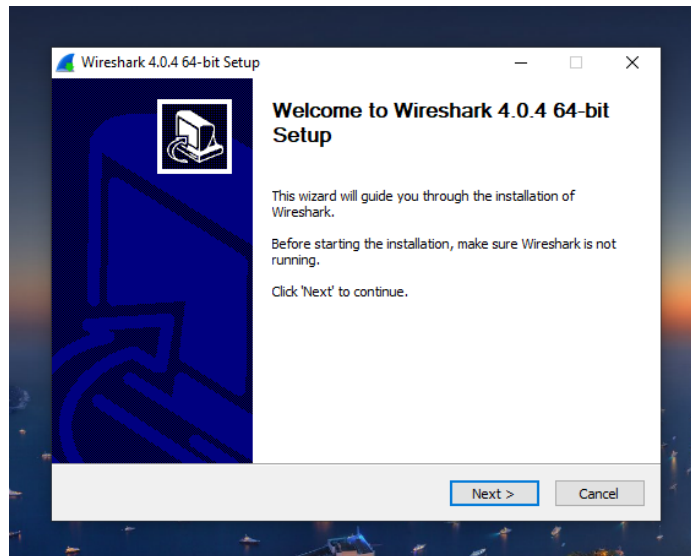 Wireshark 4.0.4 64-bit Setup
Welcome to Wireshark 4.0.4 64-bit
Setup
This wizard will guide you through the installation of
Wireshark.
Before starting the installation, make sure Wireshark is not
running.
Click 'Next' to continue.
Next >
Cancel